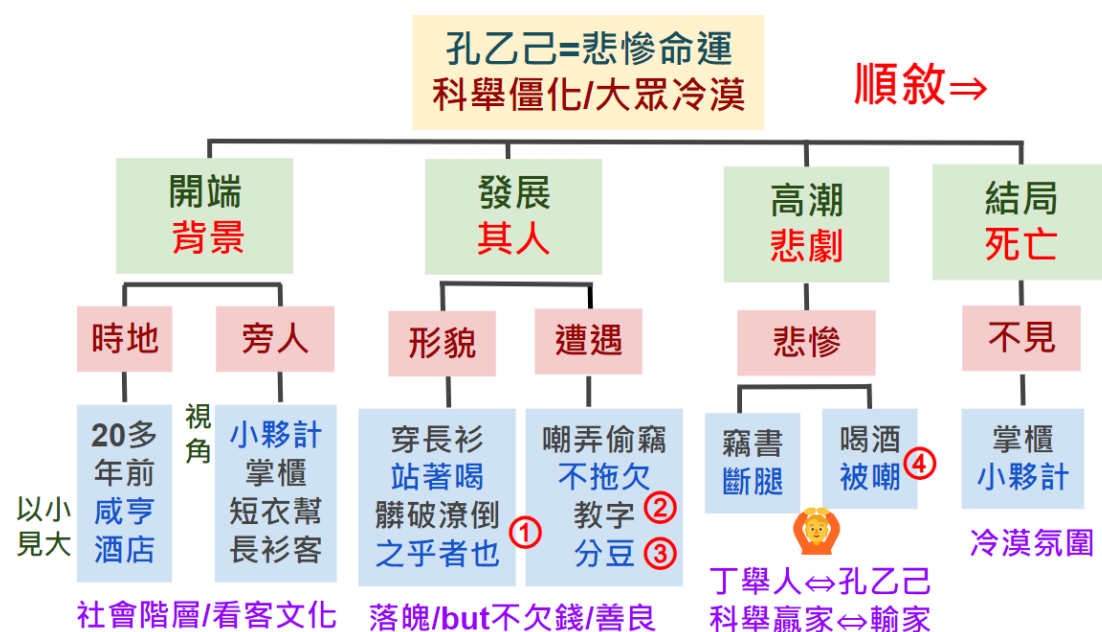 孔乙己=悲慘命運
科舉僵化/大眾冷漠
順敘⇒
開端
背景
發展
其人
高潮
悲劇
結局
死亡
時地
旁人
形貌
遭遇
悲慘
不見
20多
年前
咸亨
酒店
以小
見大
視
角
小夥計
掌櫃
短衣幫
長衫客
社會階層/看客文化
穿長衫
站著喝
髒破潦倒
之乎者也
①
嘲弄偷竊
不拖欠
教字②
分豆③
落魄/but不欠錢/善良
竊書
斷腿
喝酒
被嘲
④
丁舉人⇔孔乙己
科舉贏家⇔輸家
掌櫃
小夥計
冷漠氛圍